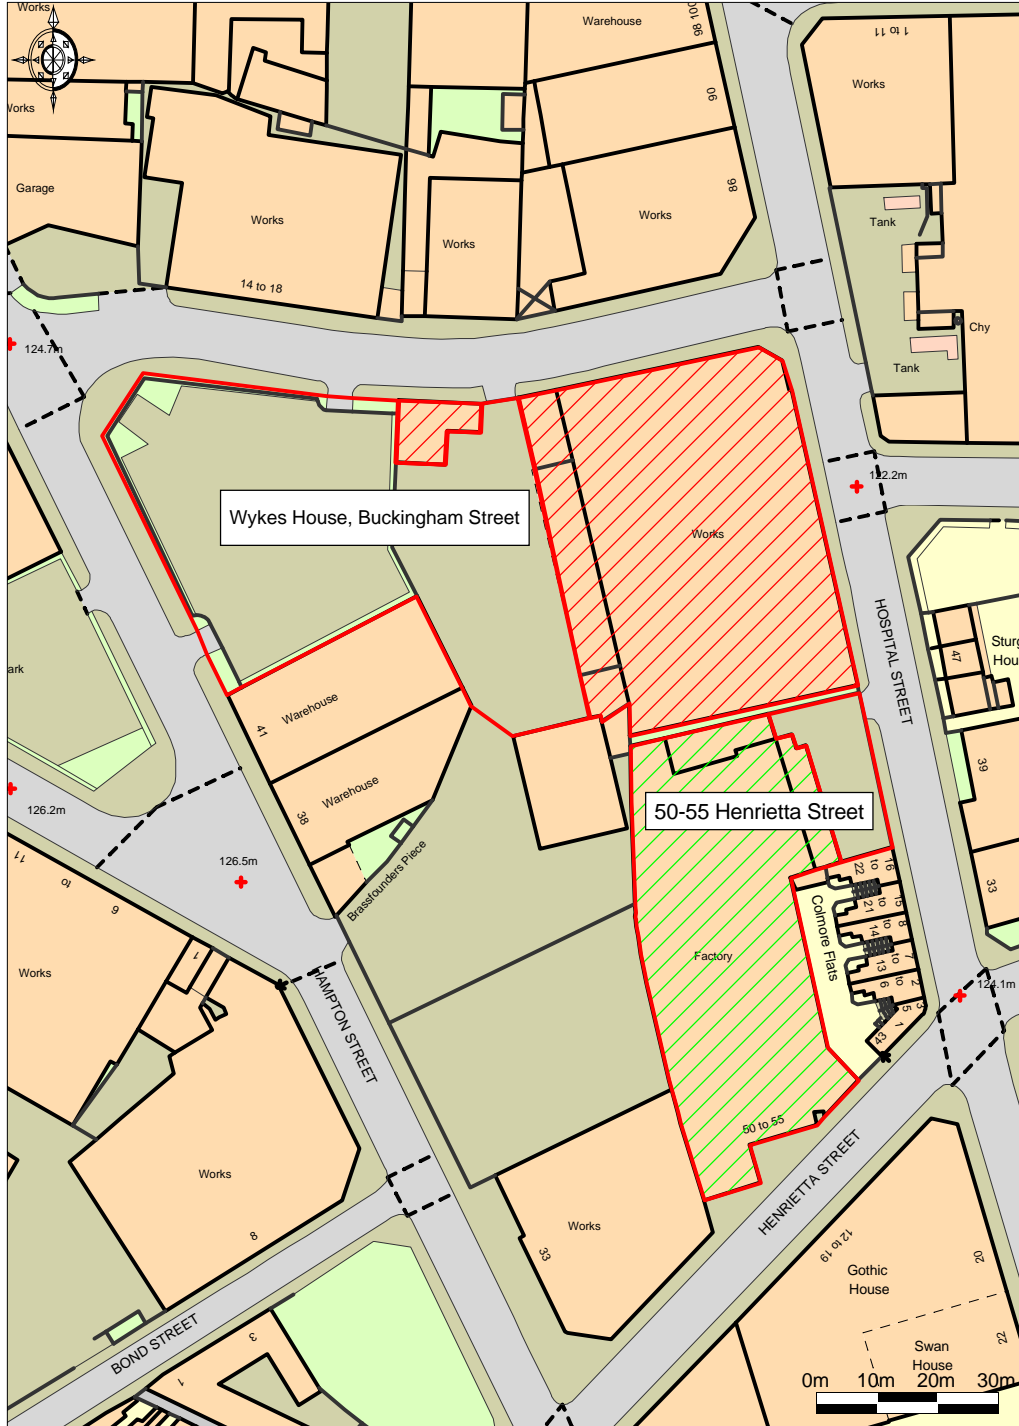 Works
Warehouse
98 100
1 to 11
Works
90
Works
Garage
Works
14 to 18
Works
Works
86
Tank
Chy
Tank
124.7m
122.2m
Wykes House, Buckingham Street
Works
HOSPITAL STREET
47
ark
Warehouse
41
39
Warehouse
38
50-55 Henrietta Street
126.2m
126.5m
Brassfounders Piece
16
to
22
15
to
21
8
to
14
7
to
13
2
to
6
3
5
1
43
Colmore Flats
33
11
to
9
Works
1
Factory
124.1m
HAMPTON STREET
50 to 55
HENRIETTA STREET
Works
8
Works
33
12 to 19
20
Gothic
House
BOND STREET
3
1
Swan
House
22
0m 10m 20m 30m